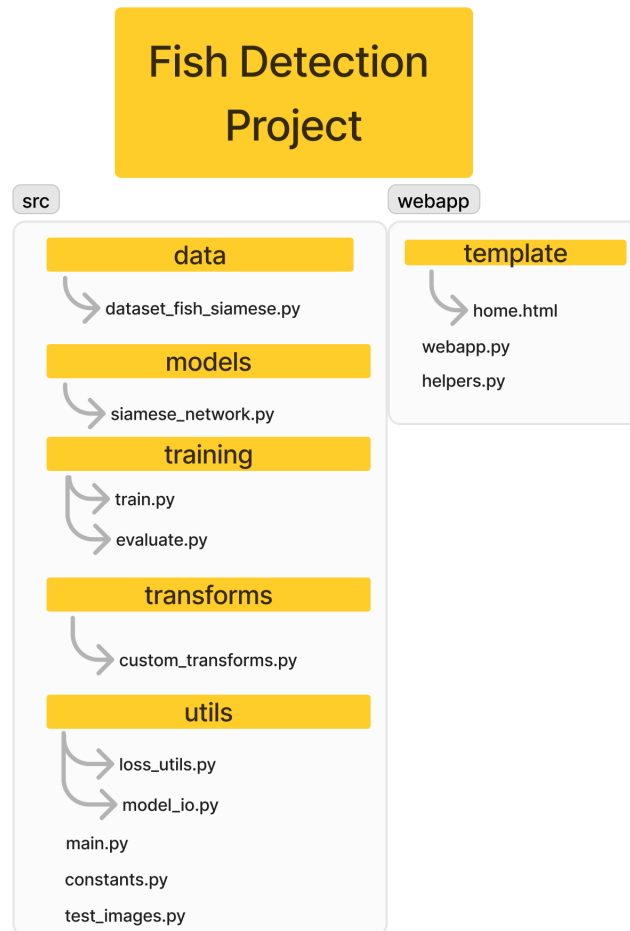 Fish Detection
Project
src
data
dataset_fish_siamese.py
models
siamese_network.py
training
train.py
evaluate.py
transforms
custom_transforms.py
utils
loss_utils.py
model_io.py
main.py
constants.py
test_images.py
webapp
template
home.html
webapp.py
helpers.py